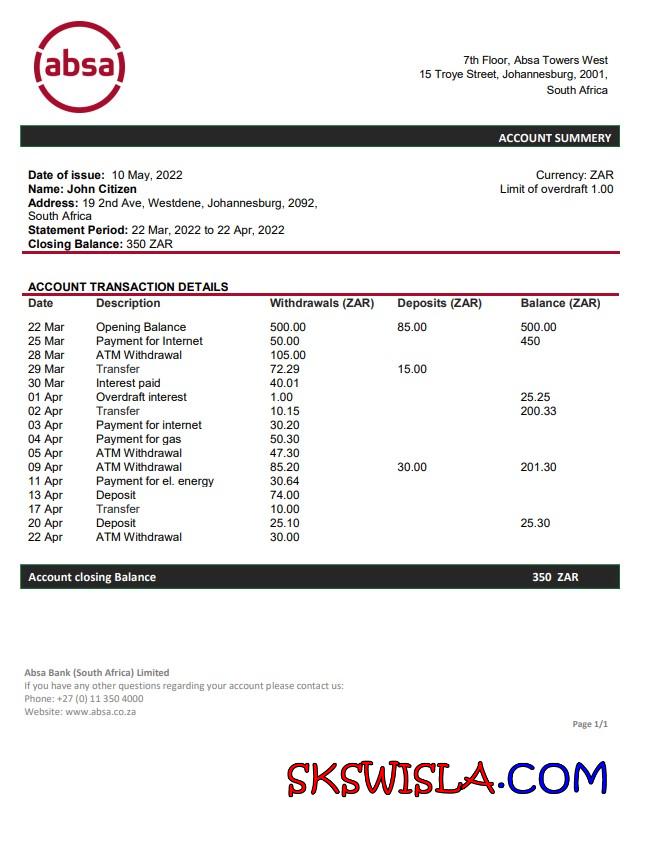 absa
7th Floor, Absa Towers West
15 Troye Street, Johannesburg, 2001,
South Africa
ACCOUNT SUMMERY
Date of issue: 10 May, 2022
Currency: ZAR
Name: John Citizen
Limit of overdraft 1.00
Address: 19 2nd Ave, Westdene, Johannesburg, 2092,
South Africa
Statement Period: 22 Mar, 2022 to 22 Apr, 2022
Closing Balance: 350 ZAR
ACCOUNT TRANSACTION DETAILS
Date Description Withdrawals (ZAR) Deposits (ZAR) Balance (ZAR)
22 Mar Opening Balance 500.00 85.00 500.00
25 Mar Payment for Internet 50.00 450
28 Mar ATM Withdrawal 105.00
29 Mar Transfer 72.29 15.00
30 Mar Interest paid 40.01
01 Apr Overdraft interest 1.00 25.25
02 Apr Transfer 10.15 200.33
03 Apr Payment for internet 30.20
04 Apr Payment for gas 50.30
05 Apr ATM Withdrawal 47.30
09 Apr ATM Withdrawal 85.20 30.00 201.30
11 Apr Payment for el. energy 30.64
13 Apr Deposit 74.00
17 Apr Transfer 10.00
20 Apr Deposit 25.10 25.30
22 Apr ATM Withdrawal 30.00
Account closing Balance 350 ZAR
Absa Bank (South Africa) Limited
If you have any other questions regarding your account please contact us:
Phone: +27 (0) 11 350 4000
Website: www.absa.co.za
Page 1/1
SKSWISLA.COM